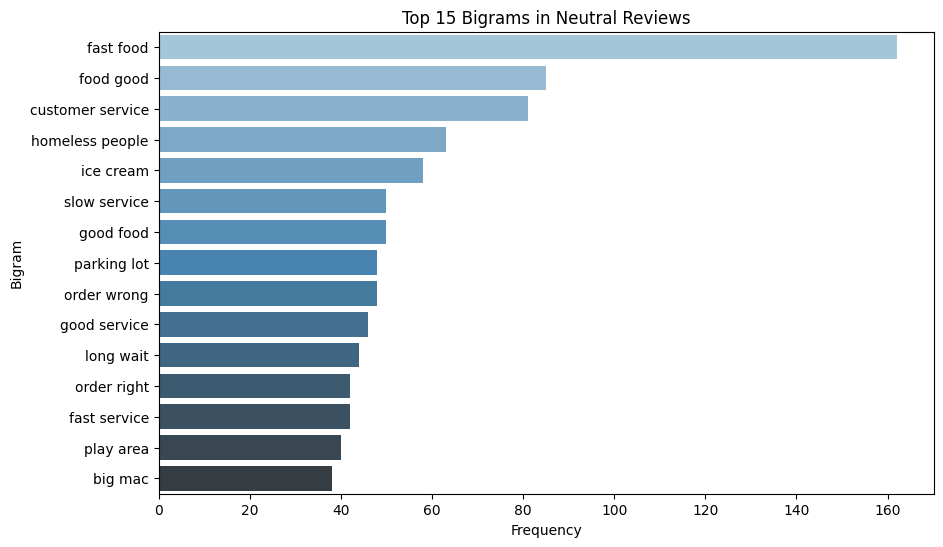 Top 15 Bigrams in Neutral Reviews
fast food
food good
customer service
homeless people
ice cream
slow service
good food
parking lot
order wrong
good service
long wait
order right
fast service
play area
big mac
Bigram
0 20 40 60 80 100 120 140 160
Frequency